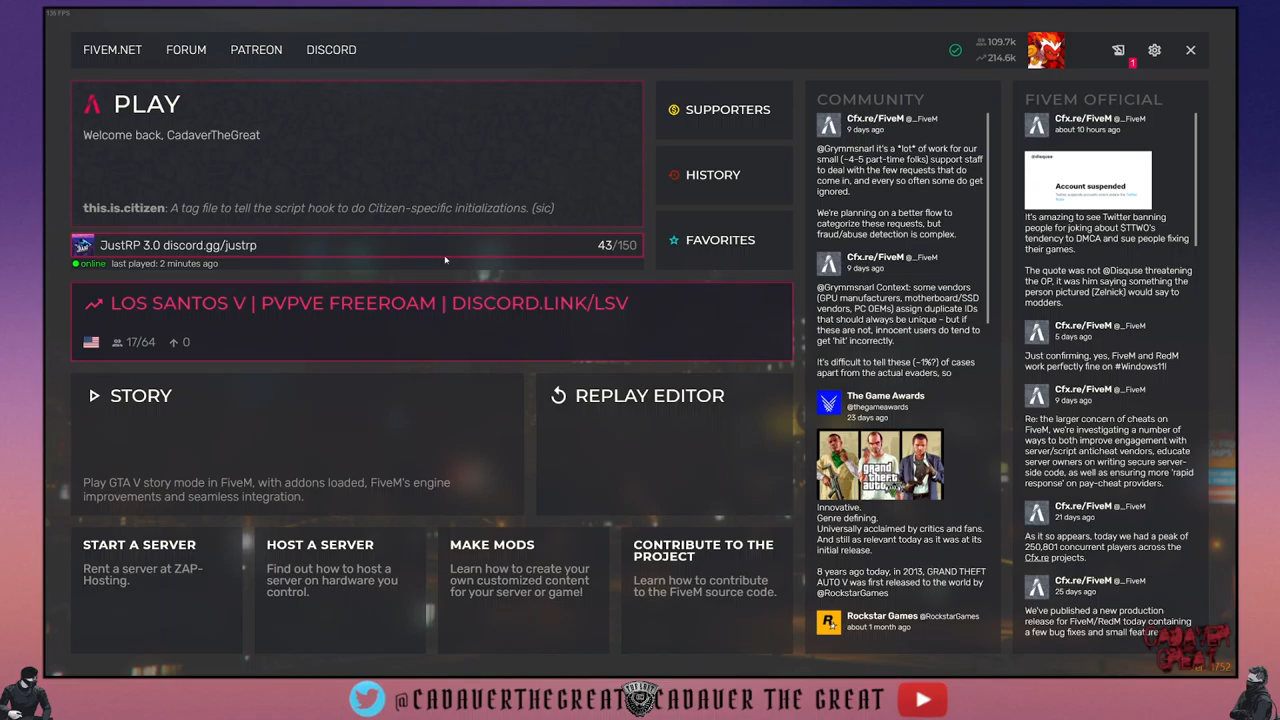 135 FPS
FIVEM.NET FORUM PATREON DISCORD
109.7k
214.6k
1
PLAY
Welcome back, CadaverTheGreat
this.is.citizen: A tag file to tell the script hook to do Citizen-specific initializations. (sic)
JustRP 3.0 discord.gg/justrp 43/150
online last played: 2 minutes ago
SUPPORTERS
HISTORY
FAVORITES
LOS SANTOS V | PVPVE FREEROAM | DISCORD.LINK/LSV
17/64 0
STORY
Play GTA V story mode in FiveM, with addons loaded, FiveM's engine
improvements and seamless integration.
REPLAY EDITOR
START A SERVER
Rent a server at ZAP-
Hosting.
HOST A SERVER
Find out how to host a
server on hardware you
control.
MAKE MODS
Learn how to create your
own customized content
for your server or game!
CONTRIBUTE TO THE
PROJECT
Learn how to contribute
to the FiveM source code.
COMMUNITY
Cfx.re/FiveM @_FiveM
9 days ago
@Grymmsnarl it's a *lot* of work for our
small (~4-5 part-time folks) support staff
to deal with the few requests that do
come in, and every so often some do get
ignored.
We're planning on a better flow to
categorize these requests, but
fraud/abuse detection is complex.
Cfx.re/FiveM @_FiveM
9 days ago
@Grymmsnarl Context: some vendors
(GPU manufacturers, motherboard/SSD
vendors, PC OEMs) assign duplicate IDs
that should always be unique - but if
these are not, innocent users do tend to
get 'hit' incorrectly.
It's difficult to tell these (~1%?) of cases
apart from the actual evaders, so
The Game Awards
@thegameawards
23 days ago
grand
theft
auto
Innovative.
Genre defining.
Universally acclaimed by critics and fans.
And still as relevant today as it was at its
initial release.
8 years ago today, in 2013, GRAND THEFT
AUTO V was first released to the world by
@RockstarGames
Rockstar Games @RockstarGames
about 1 month ago
FIVEM OFFICIAL
Cfx.re/FiveM @_FiveM
about 10 hours ago
@disquse
Account suspended
It's amazing to see Twitter banning
people for joking about $TTWO's
tendency to DMCA and sue people fixing
their games.
The quote was not @Disquse threatening
the OP, it was him saying something the
person pictured (Zelnick) would say to
modders.
Cfx.re/FiveM @_FiveM
5 days ago
Just confirming, yes, FiveM and RedM
work perfectly fine on #Windows11!
Cfx.re/FiveM @_FiveM
9 days ago
Re: the larger concern of cheats on
FiveM, we're investigating a number of
ways to both improve engagement with
server/script anticheat vendors, educate
server owners on writing secure server-
side code, as well as ensuring more 'rapid
response' on pay-cheat providers.
Cfx.re/FiveM @_FiveM
21 days ago
As it so appears, today we had a peak of
250,801 concurrent players across the
Cfx.re projects.
Cfx.re/FiveM @_FiveM
25 days ago
We've published a new production
release for FiveM/RedM today containing
a few bug fixes and small feature
@CADAVERTHEGREAT CADAVER THE GREAT